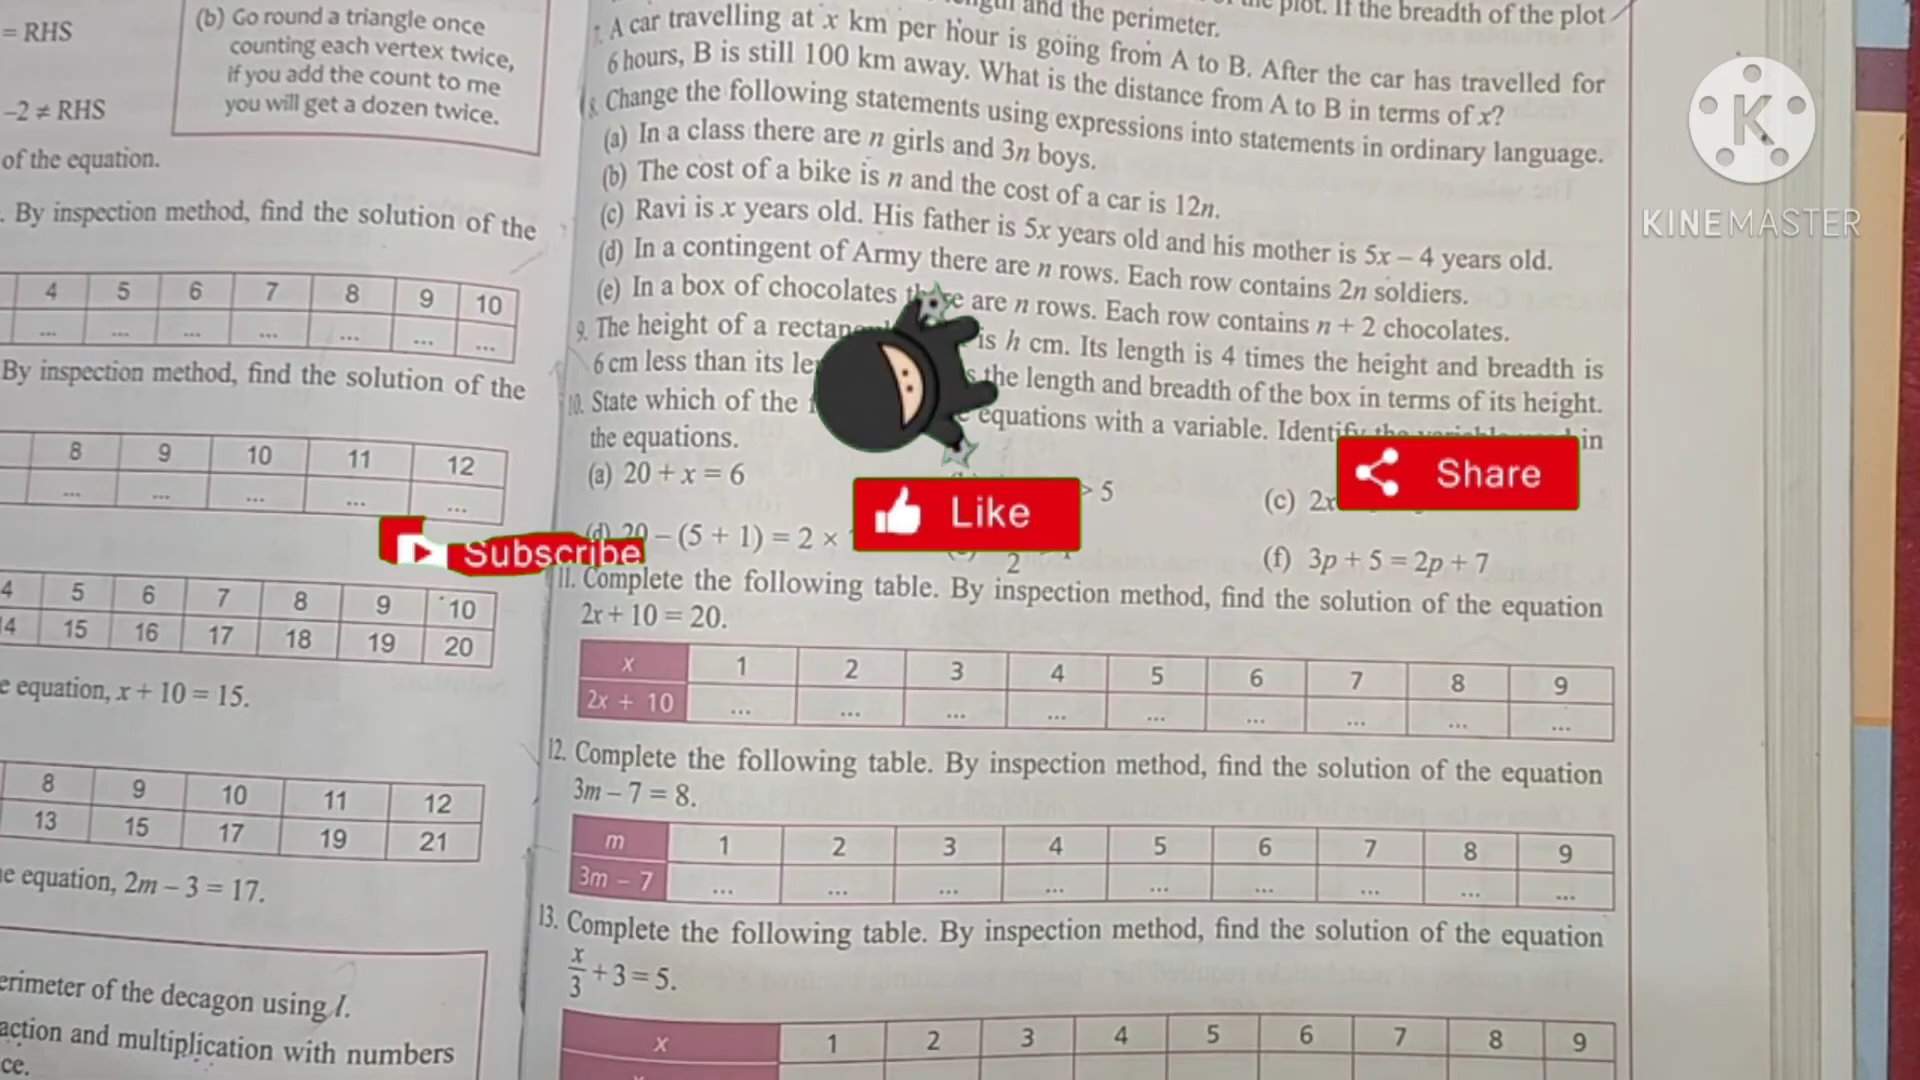 = RHS
(b) Go round a triangle once
counting each vertex twice,
if you add the count to me
you will get a dozen twice.
–2 ≠ RHS
of the equation.
. By inspection method, find the solution of the
4 5 6 7 8 9 10
... ... ... ... ... ... ...
By inspection method, find the solution of the
8 9 10 11 12
... ... ... ... ...
4 5 6 7 8 9 10
14 15 16 17 18 19 20
equation, x + 10 = 15.
8 9 10 11 12
13 15 17 19 21
equation, 2m – 3 = 17.
perimeter of the decagon using l.
and multiplication with numbers
and the perimeter.
plot. If the breadth of the plot
7. A car travelling at x km per hour is going from A to B. After the car has travelled for
6 hours, B is still 100 km away. What is the distance from A to B in terms of x?
8. Change the following statements using expressions into statements in ordinary language.
(a) In a class there are n girls and 3n boys.
(b) The cost of a bike is n and the cost of a car is 12n.
(c) Ravi is x years old. His father is 5x years old and his mother is 5x – 4 years old.
(d) In a contingent of Army there are n rows. Each row contains 2n soldiers.
(e) In a box of chocolates there are n rows. Each row contains n + 2 chocolates.
9. The height of a is h cm. Its length is 4 times the height and breadth is
6 cm less than its the length and breadth of the box in terms of its height.
10. State which of the equations with a variable. Identify the in
the equations.
(a) 20 + x = 6
> 5
(c) 2x
(d) 20 – (5 + 1) = 2 ×
2
(f) 3p + 5 = 2p + 7
11. Complete the following table. By inspection method, find the solution of the equation
2x + 10 = 20.
x 1 2 3 4 5 6 7 8 9
2x + 10 ... ... ... ... ... ... ... ... ...
12. Complete the following table. By inspection method, find the solution of the equation
3m – 7 = 8.
m 1 2 3 4 5 6 7 8 9
3m – 7 ... ... ... ... ... ... ... ... ...
13. Complete the following table. By inspection method, find the solution of the equation
x/3 + 3 = 5.
x 1 2 3 4 5 6 7 8 9
Subscribe
Like
Share
K
KINEMASTER